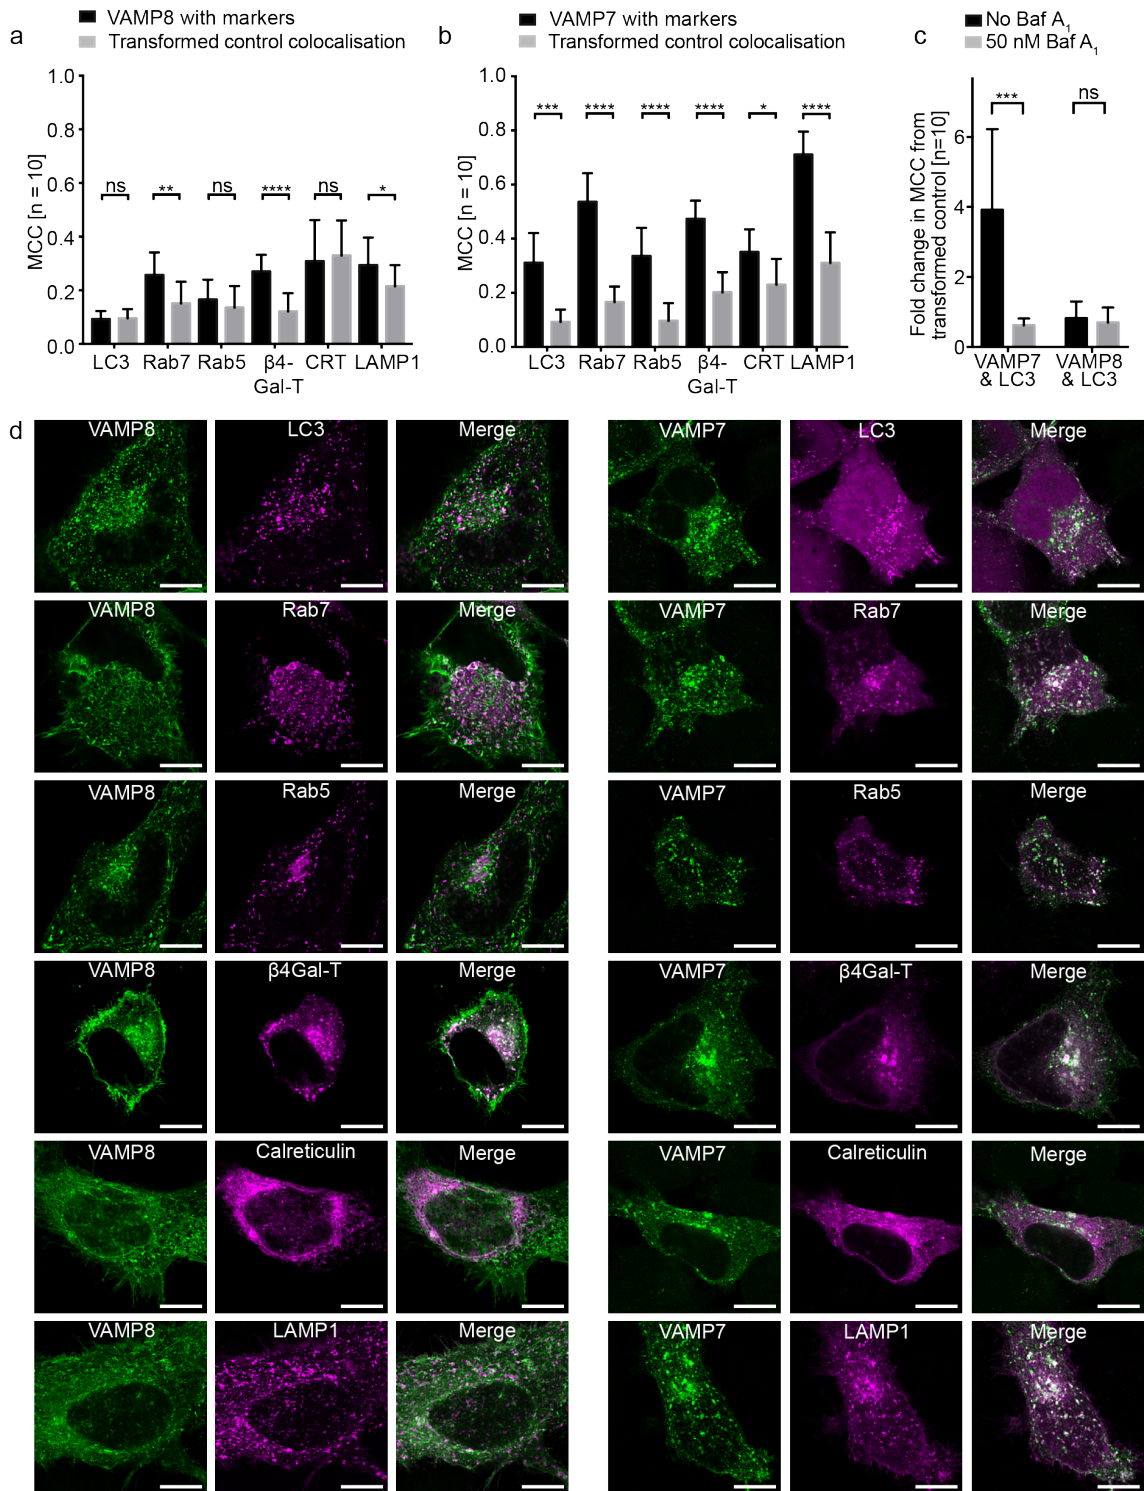 a
VAMP8 with markers
Transformed control colocalisation
MCC [n = 10]
1.0
0.8
0.6
0.4
0.2
0.0
ns
**
ns
****
ns
*
LC3
Rab7
Rab5
β4-
Gal-T
CRT
LAMP1
b
VAMP7 with markers
Transformed control colocalisation
MCC [n = 10]
1.0
0.8
0.6
0.4
0.2
0.0
***
****
****
****
*
****
LC3
Rab7
Rab5
β4-
Gal-T
CRT
LAMP1
c
No Baf A₁
50 nM Baf A₁
Fold change in MCC from
transformed control [n=10]
6
4
2
0
***
ns
VAMP7
& LC3
VAMP8
& LC3
d
VAMP8 LC3 Merge
VAMP7 LC3 Merge
VAMP8 Rab7 Merge
VAMP7 Rab7 Merge
VAMP8 Rab5 Merge
VAMP7 Rab5 Merge
VAMP8 β4Gal-T Merge
VAMP7 β4Gal-T Merge
VAMP8 Calreticulin Merge
VAMP7 Calreticulin Merge
VAMP8 LAMP1 Merge
VAMP7 LAMP1 Merge